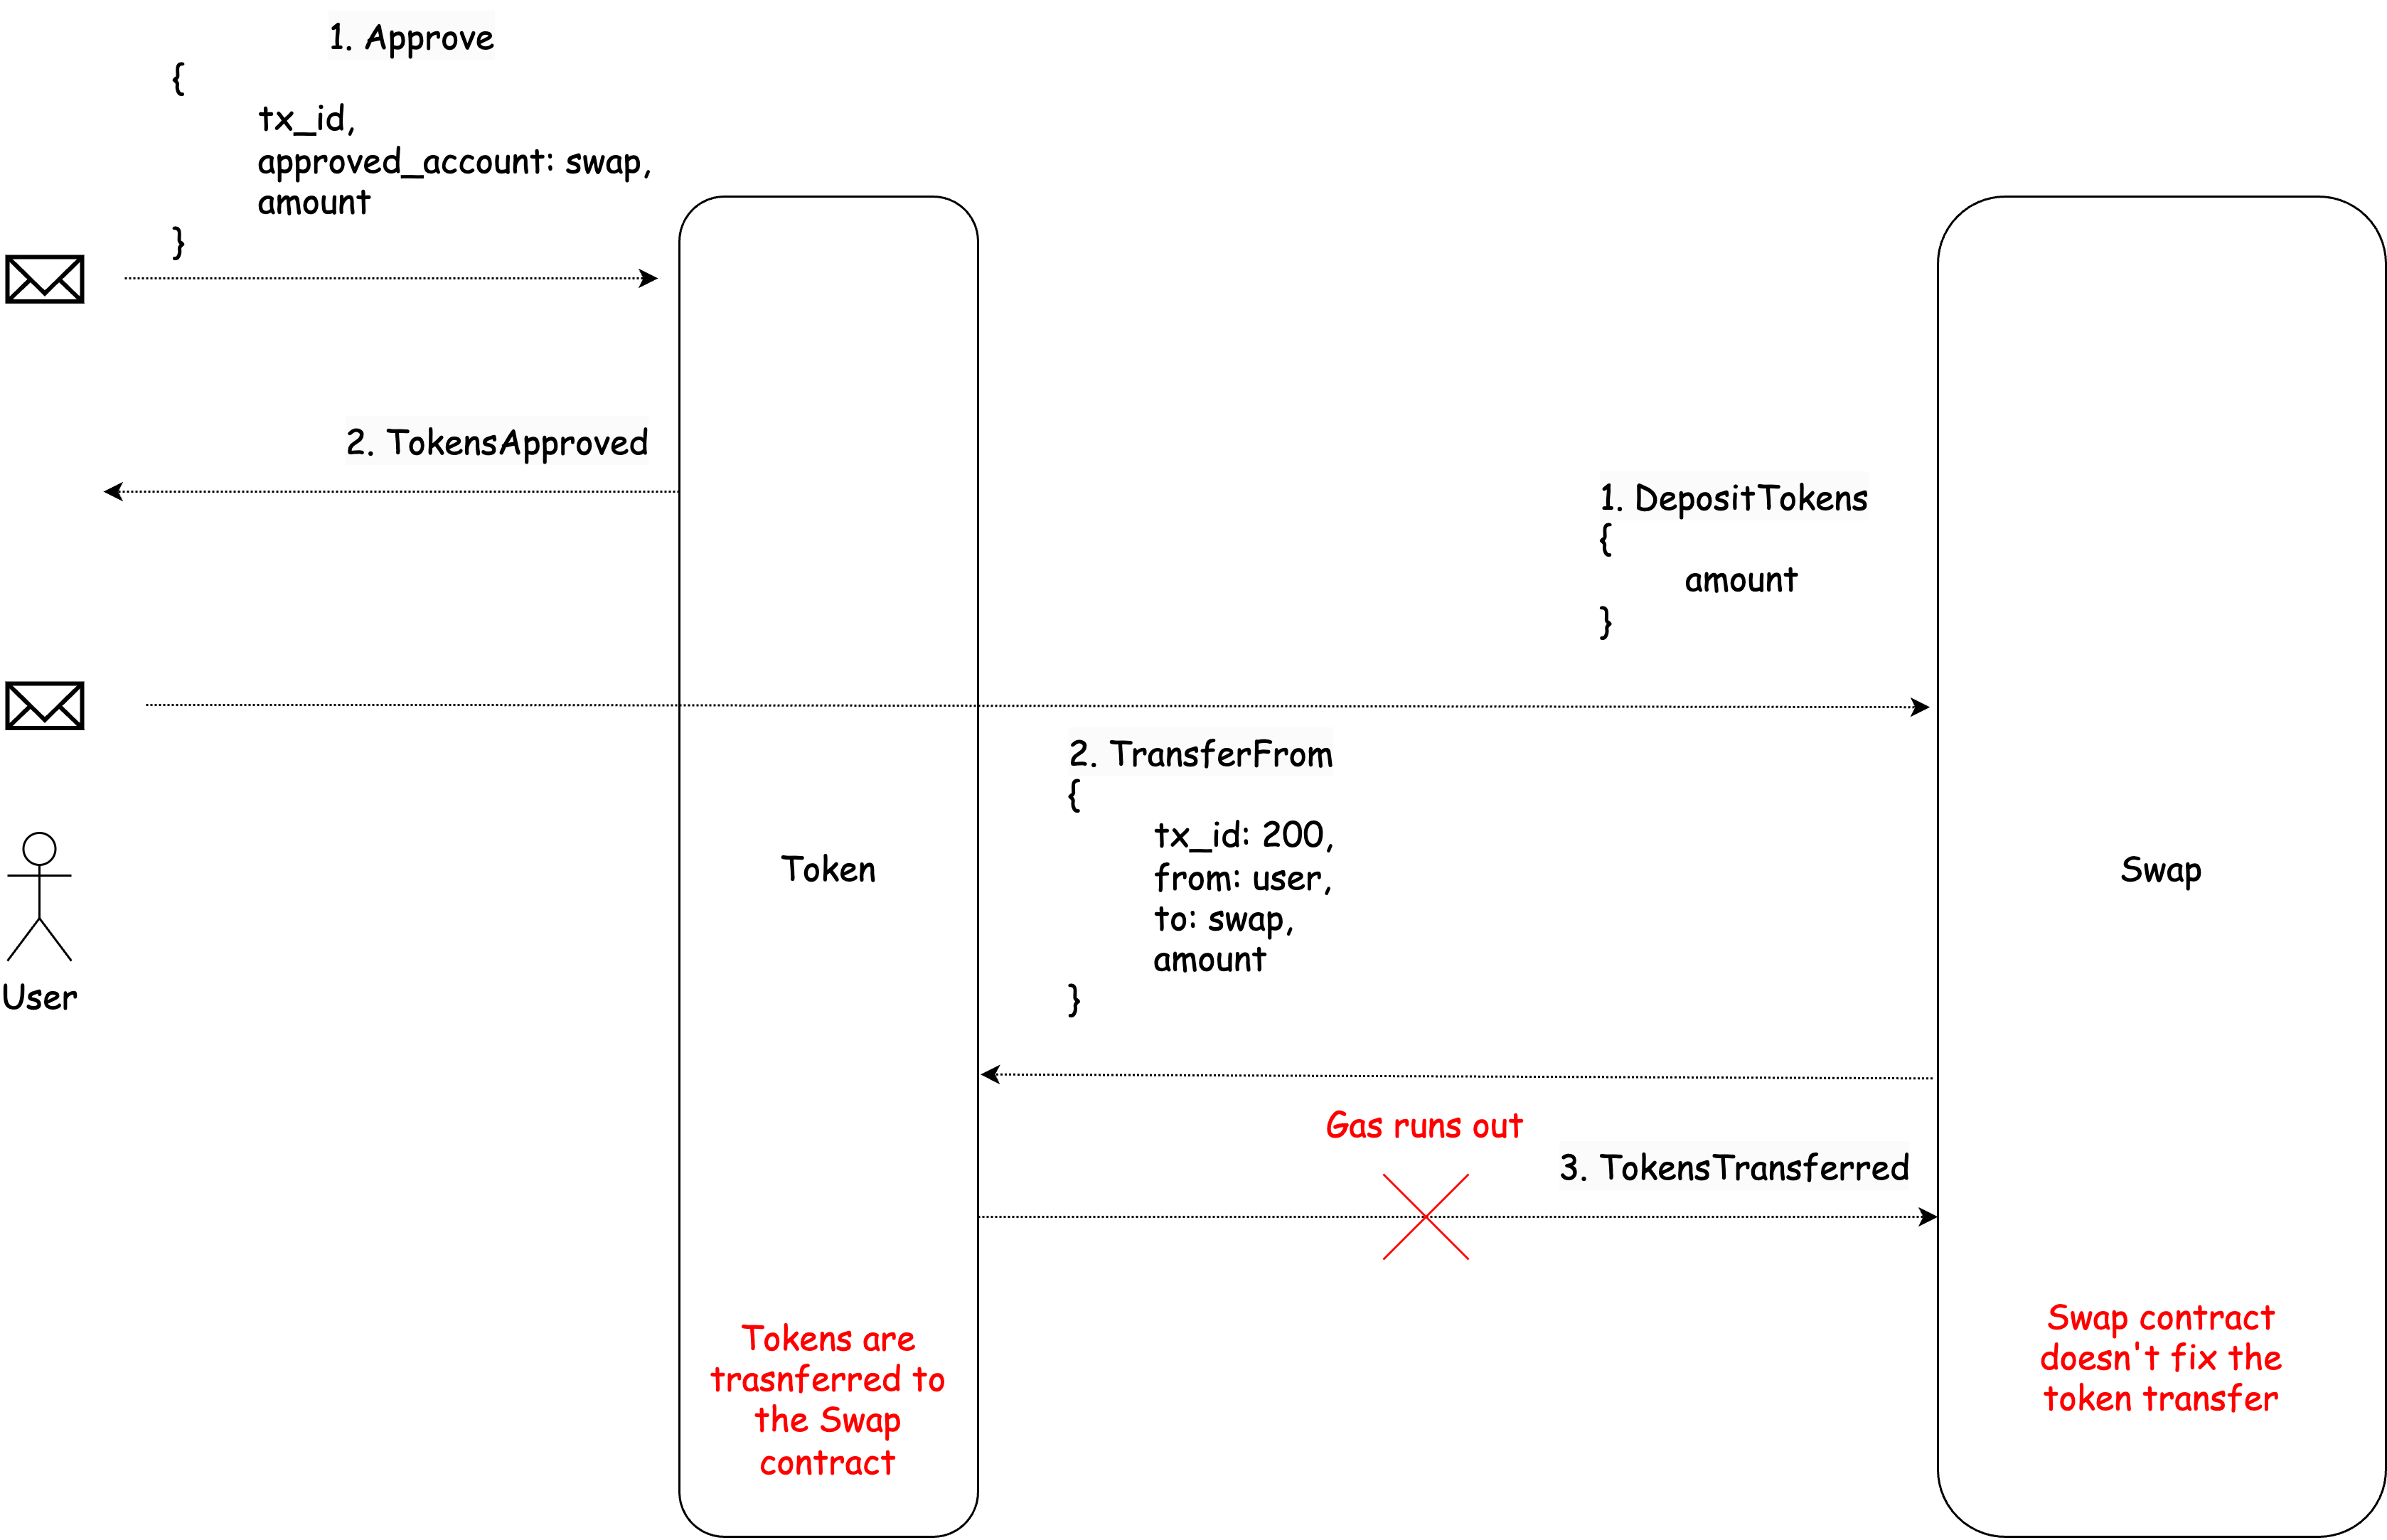 1. Approve
{
tx_id,
approved_account: swap,
amount
}
2. TokensApproved
1. DepositTokens
{
amount
}
2. TransferFrom
{
tx_id: 200,
from: user,
to: swap,
amount
}
User
Token
Swap
Gas runs out
3. TokensTransferred
Tokens are
trasnferred to
the Swap
contract
Swap contract
doesn't fix the
token transfer